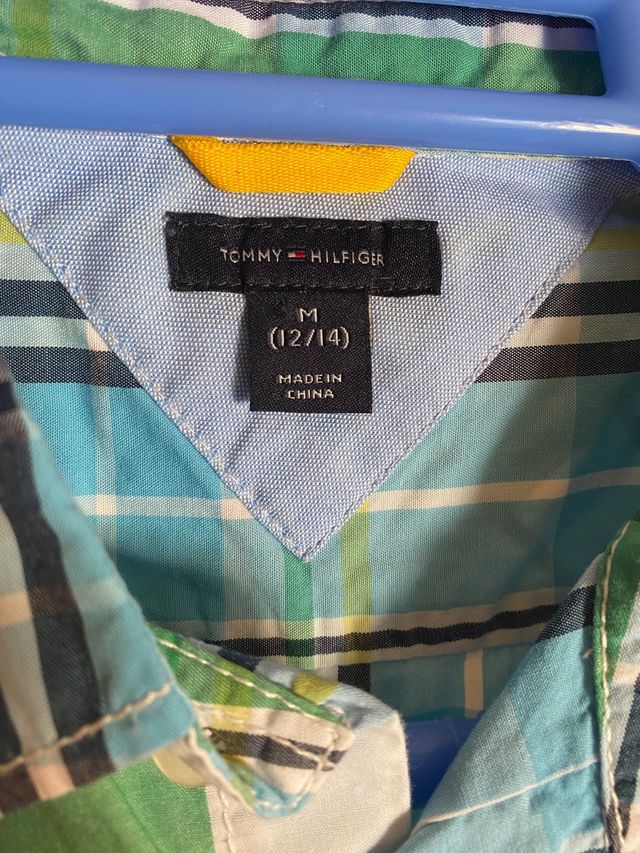 TOMMY HILFIGER
M
(12/14)
MADE IN
CHINA